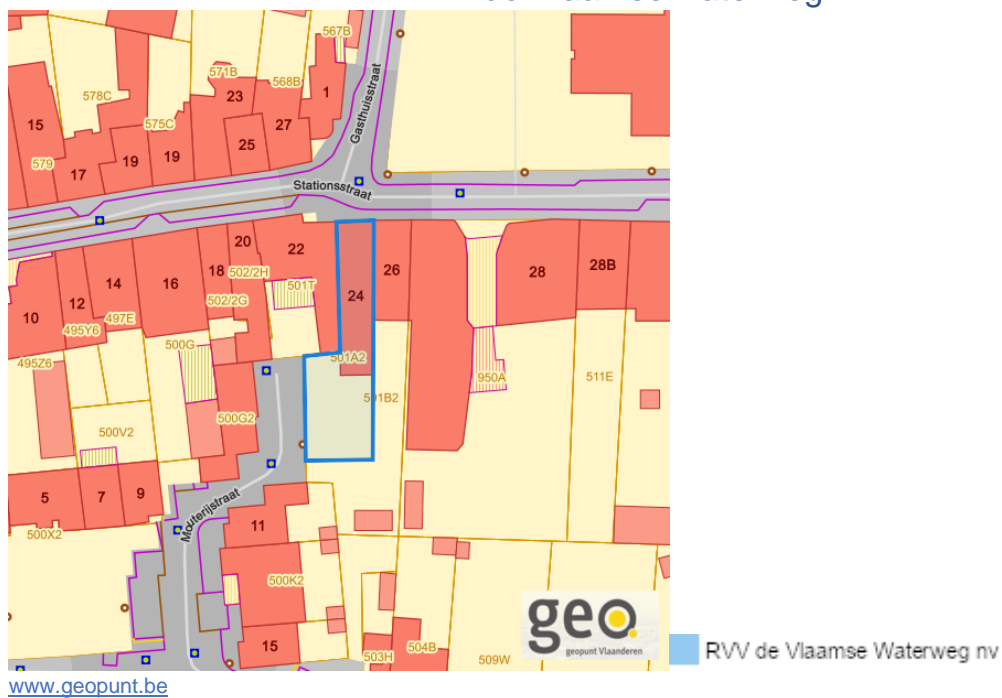 567B
571B
568B
578C
23
1
15
575C
27
Gasthuisstraat
19
19
25
579
17
Stationsstraat
20
22
26
24
28
28B
18
502/2H
501T
14
16
12
502/2G
10
497E
495Y6
500G
495Z6
501A2
950A
511E
501B2
500G2
500V2
5
7
9
Mouterijstraat
11
500X2
500K2
geo.
geopunt Vlaanderen
15
504B
503H
509W
RVV de Vlaamse Waterweg nv
www.geopunt.be